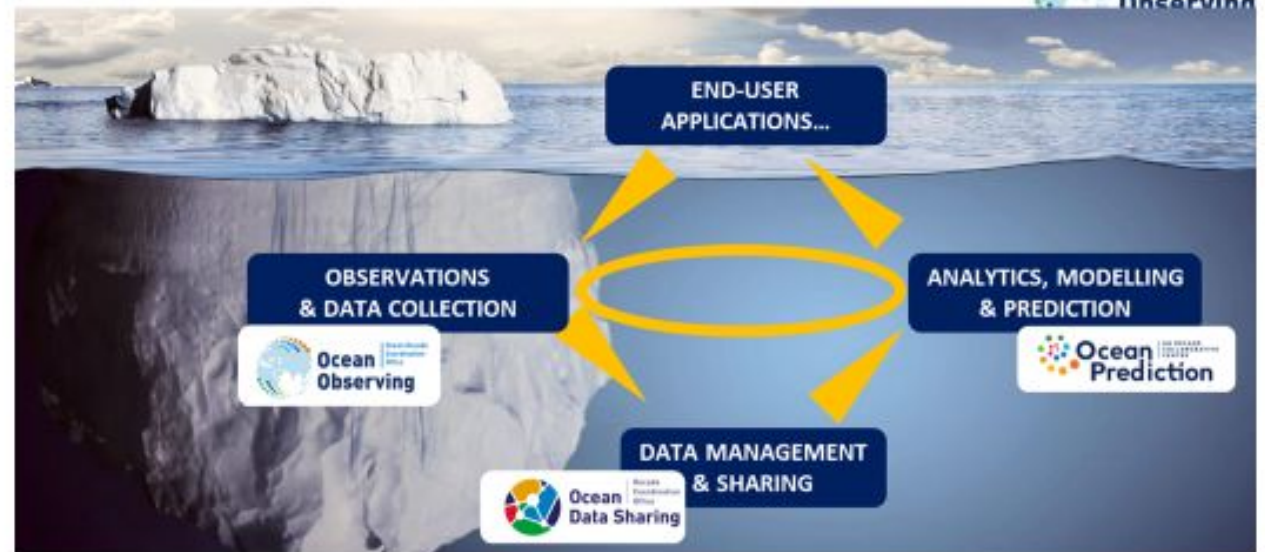 Observing
END-USER
APPLICATIONS...
OBSERVATIONS
& DATA COLLECTION
ANALYTICS, MODELLING
& PREDICTION
Ocean
Observing
Ocean
Prediction
DATA MANAGEMENT
& SHARING
Ocean
Data Sharing